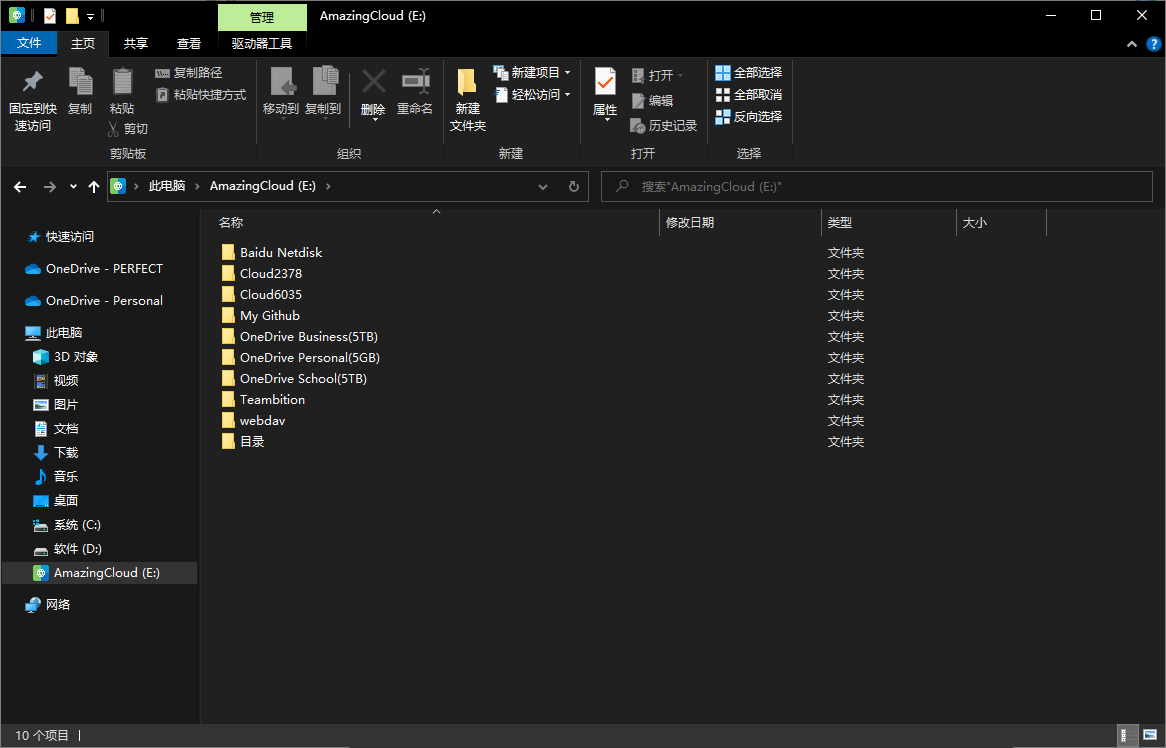 管理
AmazingCloud (E:)
文件
主页
共享
查看
驱动器工具
固定到快
速访问
复制
粘贴
复制路径
粘贴快捷方式
剪切
剪贴板
移动到
复制到
删除
重命名
组织
新建
文件夹
新建项目
轻松访问
新建
属性
打开
编辑
历史记录
打开
全部选择
全部取消
反向选择
选择
此电脑
AmazingCloud (E:)
搜索"AmazingCloud (E:)"
快速访问
OneDrive - PERFECT
OneDrive - Personal
此电脑
3D 对象
视频
图片
文档
下载
音乐
桌面
系统 (C:)
软件 (D:)
AmazingCloud (E:)
网络
名称 修改日期 类型 大小
Baidu Netdisk 文件夹
Cloud2378 文件夹
Cloud6035 文件夹
My Github 文件夹
OneDrive Business(5TB) 文件夹
OneDrive Personal(5GB) 文件夹
OneDrive School(5TB) 文件夹
Teambition 文件夹
webdav 文件夹
目录 文件夹
10 个项目